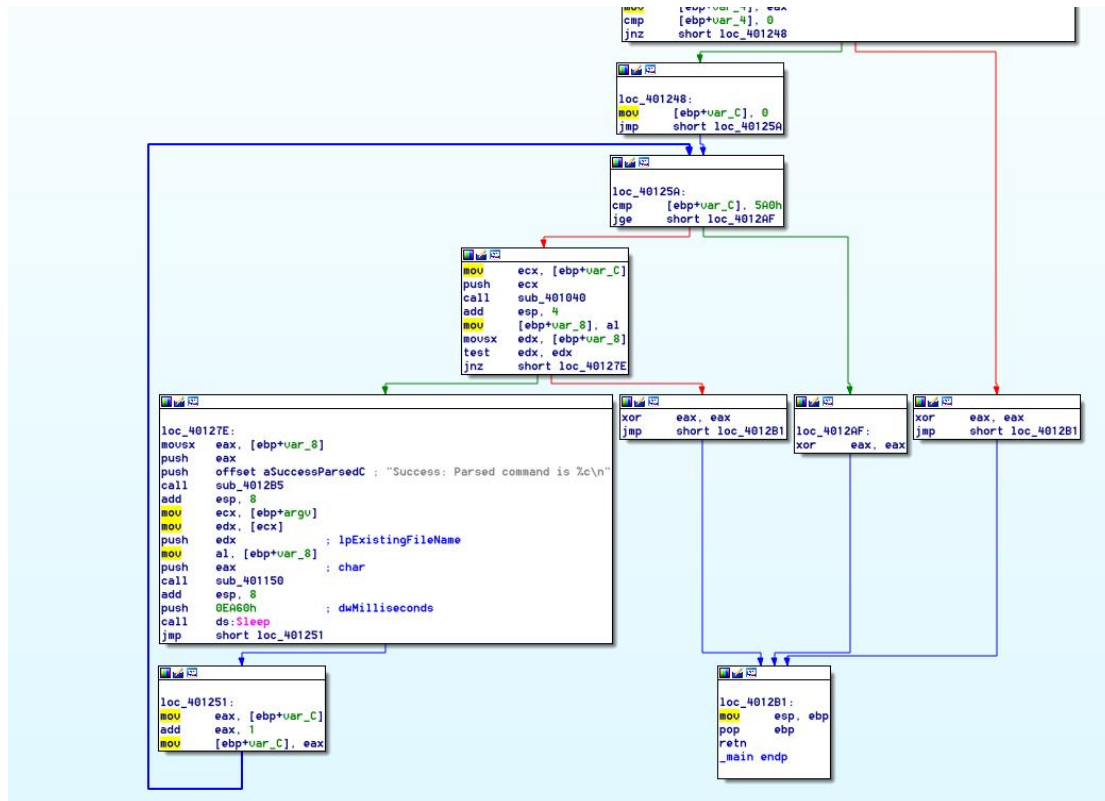 mov [ebp+var_4], eax
cmp [ebp+var_4], 0
jnz short loc_401248
loc_401248:
mov [ebp+var_C], 0
jmp short loc_40125A
loc_40125A:
cmp [ebp+var_C], 5A0h
jge short loc_4012AF
mov ecx, [ebp+var_C]
push ecx
call sub_401040
add esp, 4
mov [ebp+var_8], al
movsx edx, [ebp+var_8]
test edx, edx
jnz short loc_40127E
loc_40127E:
movsx eax, [ebp+var_8]
push eax
push offset aSuccessParsedC ; "Success: Parsed command is %c\n"
call sub_4012B5
add esp, 8
mov ecx, [ebp+argv]
mov edx, [ecx]
push edx ; lpExistingFileName
mov al, [ebp+var_8]
push eax ; char
call sub_401150
add esp, 8
push 0EA60h ; dwMilliseconds
call ds:Sleep
jmp short loc_401251
xor eax, eax
jmp short loc_4012B1
loc_4012AF:
xor eax, eax
xor eax, eax
jmp short loc_4012B1
loc_401251:
mov eax, [ebp+var_C]
add eax, 1
mov [ebp+var_C], eax
loc_4012B1:
mov esp, ebp
pop ebp
retn
_main endp